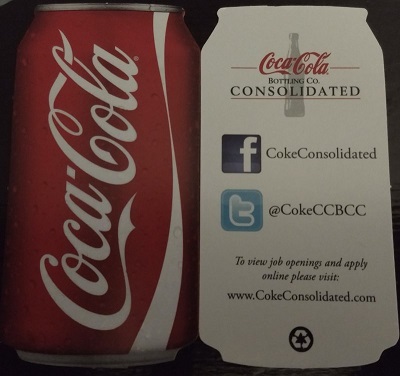 Coca-Cola
Coca-Cola
BOTTLING CO.
CONSOLIDATED
f CokeConsolidated
t @CokeCCBCC
To view job openings and apply
online please visit:
www.CokeConsolidated.com